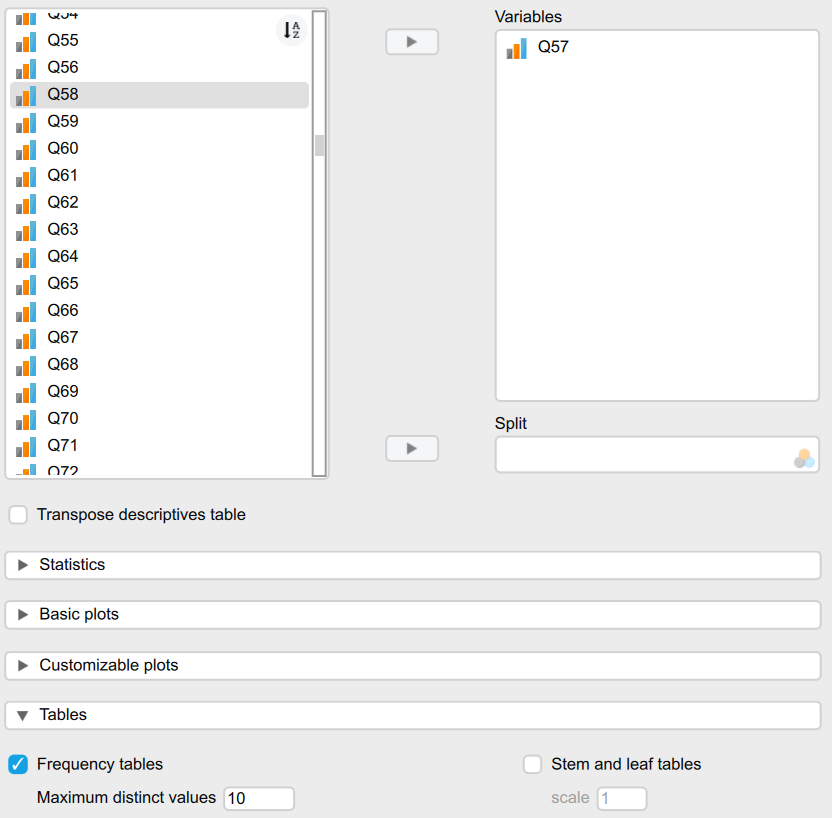 Q54
Q55
Q56
Q58
Q59
Q60
Q61
Q62
Q63
Q64
Q65
Q66
Q67
Q68
Q69
Q70
Q71
Q72
A
Z
Variables
Q57
Split
Transpose descriptives table
Statistics
Basic plots
Customizable plots
Tables
Frequency tables
Maximum distinct values 10
Stem and leaf tables
scale 1